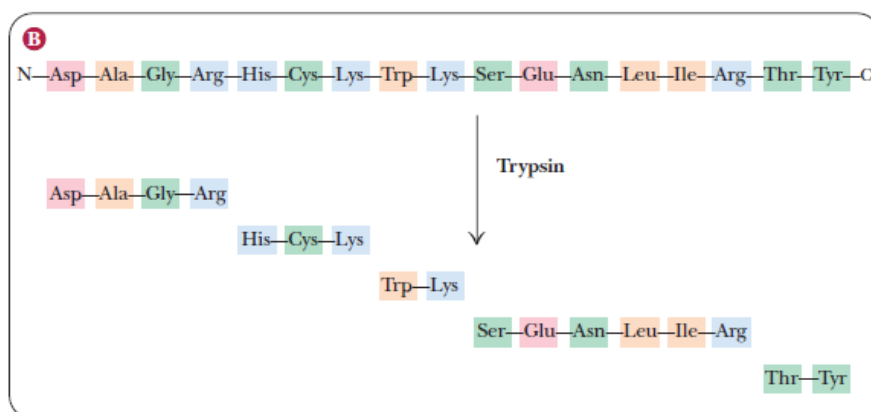 B
N—Asp—Ala—Gly—Arg—His—Cys—Lys—Trp—Lys—Ser—Glu—Asn—Leu—Ile—Arg—Thr—Tyr—C
Trypsin
Asp—Ala—Gly—Arg
His—Cys—Lys
Trp—Lys
Ser—Glu—Asn—Leu—Ile—Arg
Thr—Tyr